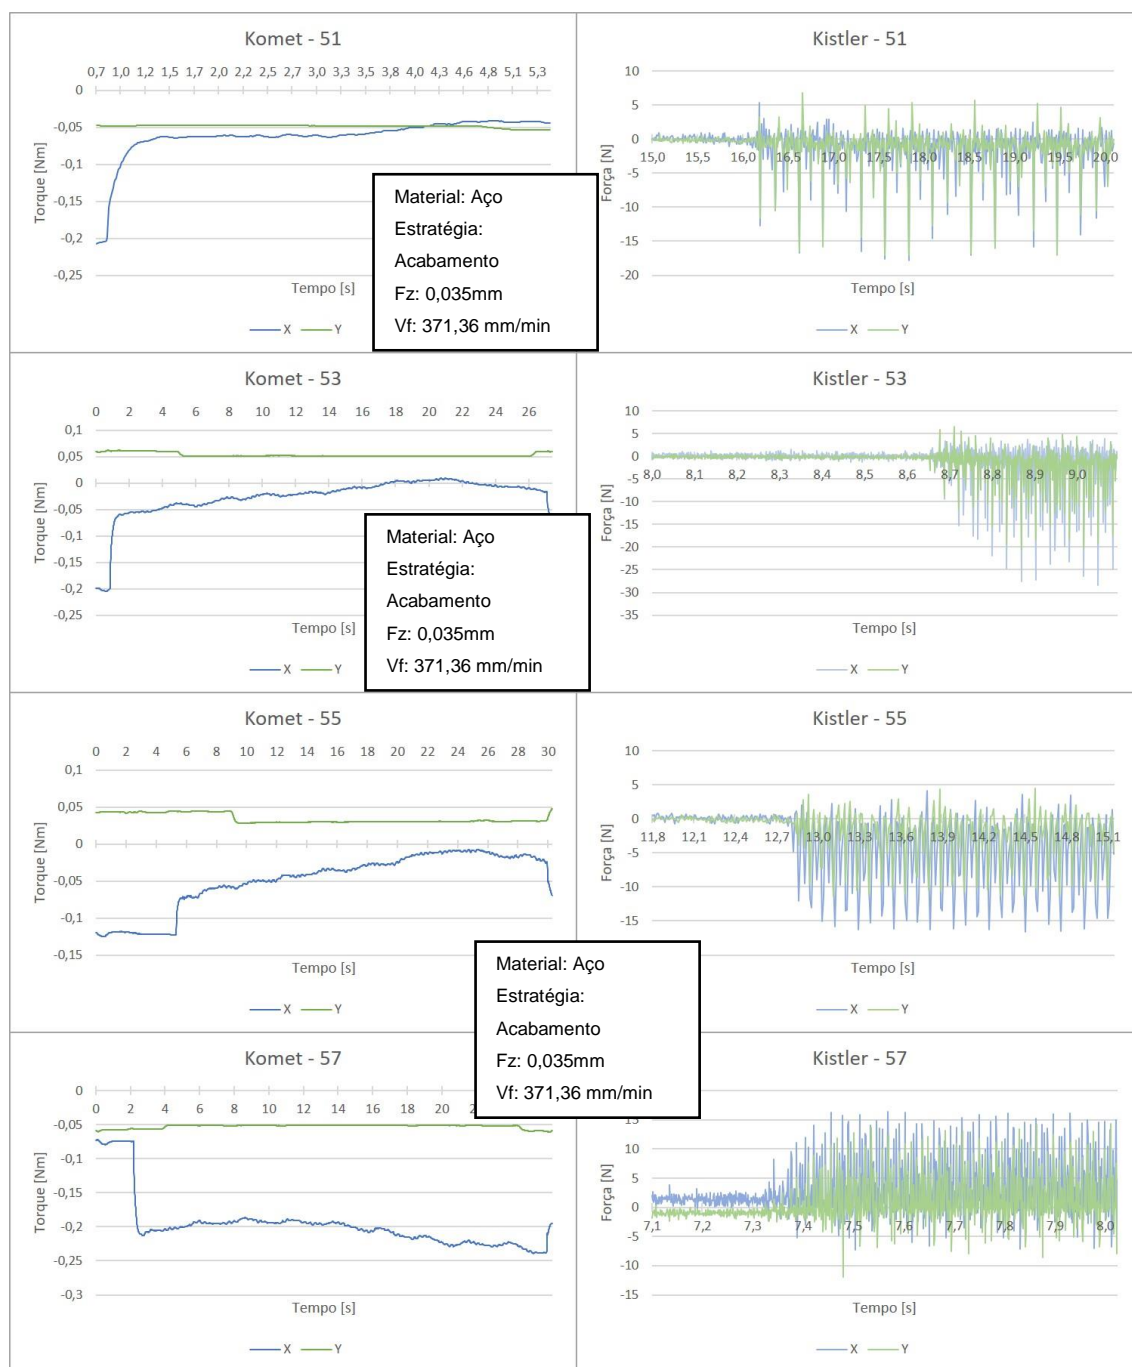 Komet - 51
0,7 1,0 1,2 1,5 1,7 2,0 2,2 2,5 2,7 3,0 3,3 3,5 3,8 4,0 4,3 4,6 4,8 5,1 5,3
0
-0,05
-0,1
-0,15
-0,2
-0,25
Torque [Nm]
Tempo [s]
X Y
Kistler - 51
10
5
0
-5
-10
-15
-20
15,0 15,5 16,0 16,5 17,0 17,5 18,0 18,5 19,0 19,5 20,0
Força [N]
Tempo [s]
X Y
Material: Aço
Estratégia:
Acabamento
Fz: 0,035mm
Vf: 371,36 mm/min
Komet - 53
0 2 4 6 8 10 12 14 16 18 20 22 24 26
0,1
0,05
0
-0,05
-0,1
-0,15
-0,2
-0,25
Torque [Nm]
Tempo [s]
X Y
Kistler - 53
10
5
0
-5
-10
-15
-20
-25
-30
-35
8,0 8,1 8,2 8,3 8,4 8,5 8,6 8,7 8,8 8,9 9,0
Força [N]
Tempo [s]
X Y
Material: Aço
Estratégia:
Acabamento
Fz: 0,035mm
Vf: 371,36 mm/min
Komet - 55
0 2 4 6 8 10 12 14 16 18 20 22 24 26 28 30
0,1
0,05
0
-0,05
-0,1
-0,15
Torque [Nm]
Tempo [s]
X Y
Kistler - 55
10
5
0
-5
-10
-15
11,8 12,1 12,4 12,7 13,0 13,3 13,6 13,9 14,2 14,5 14,8 15,1
Força [N]
Tempo [s]
X Y
Material: Aço
Estratégia:
Acabamento
Fz: 0,035mm
Vf: 371,36 mm/min
Komet - 57
0
-0,05
-0,1
-0,15
-0,2
-0,25
-0,3
0 2 4 6 8 10 12 14 16 18 20
Torque [Nm]
Tempo [s]
X Y
Kistler - 57
15
10
5
0
-5
-10
-15
7,1 7,2 7,3 7,4 7,5 7,6 7,7 7,8 7,9 8,0
Força [N]
Tempo [s]
X Y